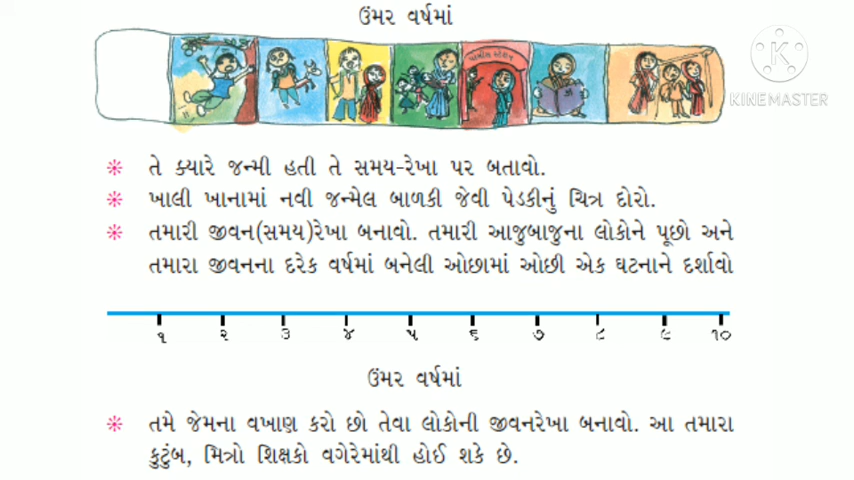 ઉંમર વર્ષમાં
KINEMASTER
* તે ક્યારે જન્મી હતી તે સમય-રેખા પર બતાવો.
* ખાલી ખાનામાં નવી જન્મેલ બાળકી જેવી પેડકીનું ચિત્ર દોરો.
* તમારી જીવન(સમય)રેખા બનાવો. તમારી આજુબાજુના લોકોને પૂછો અને
તમારા જીવનના દરેક વર્ષમાં બનેલી ઓછામાં ઓછી એક ઘટનાને દર્શાવો
૧ ૨ ૩ ૪ ૫ ૬ ૭ ૮ ૯ ૧૦
ઉંમર વર્ષમાં
* તમે જેમના વખાણ કરો છો તેવા લોકોની જીવનરેખા બનાવો. આ તમારા
કુટુંબ, મિત્રો શિક્ષકો વગેરેમાંથી હોઈ શકે છે.